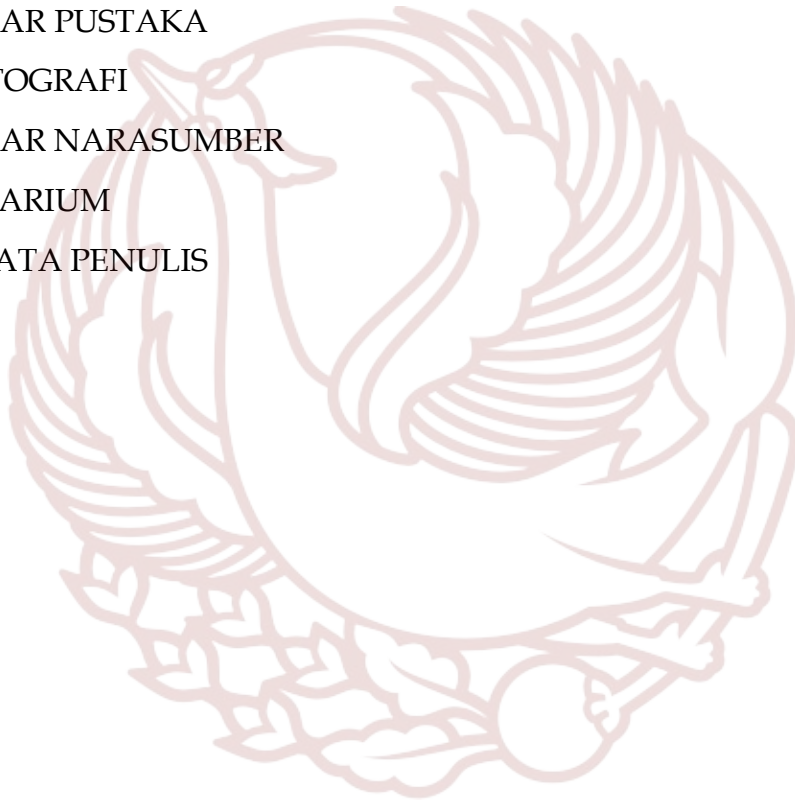 AR PUSTAKA
TOGRAFI
AR NARASUMBER
ARIUM
ATA PENULIS